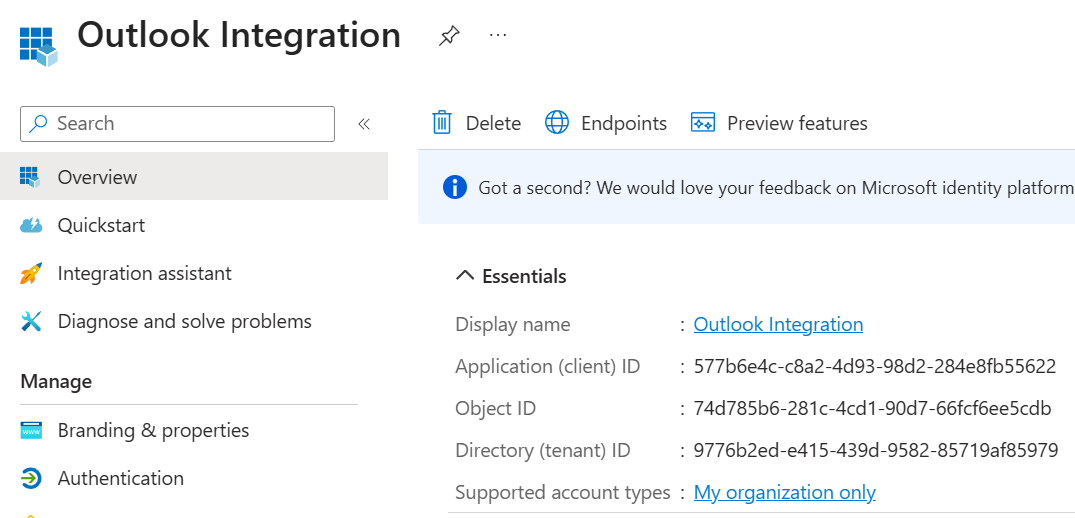 Outlook Integration
Search
Overview
Quickstart
Integration assistant
Diagnose and solve problems
Manage
Branding & properties
Authentication
Delete Endpoints Preview features
Got a second? We would love your feedback on Microsoft identity platform
Essentials
Display name : Outlook Integration
Application (client) ID : 577b6e4c-c8a2-4d93-98d2-284e8fb55622
Object ID : 74d785b6-281c-4cd1-90d7-66fcf6ee5cdb
Directory (tenant) ID : 9776b2ed-e415-439d-9582-85719af85979
Supported account types : My organization only